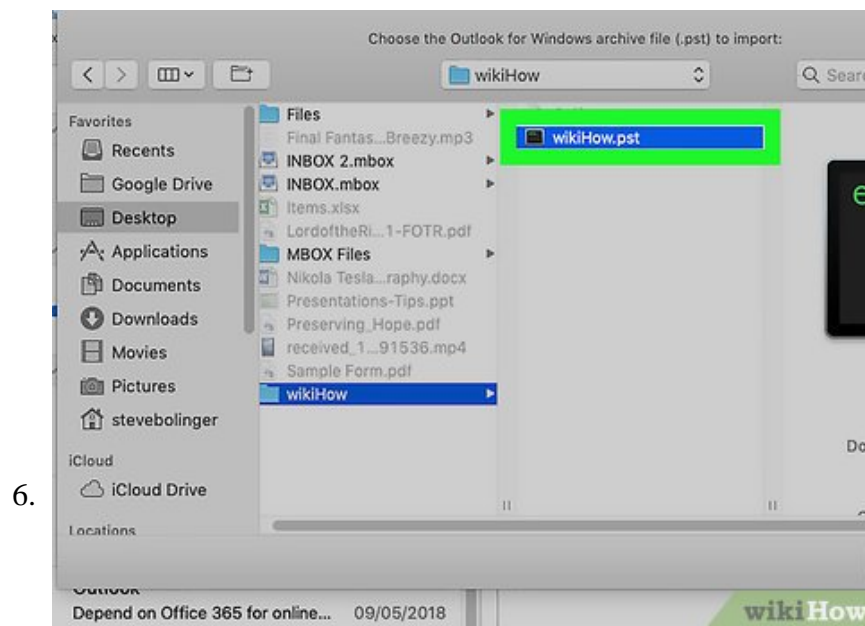 Choose the Outlook for Windows archive file (.pst) to import:
wikiHow
Favorites
Recents
Google Drive
Desktop
Applications
Documents
Downloads
Movies
Pictures
stevebolinger
iCloud
iCloud Drive
Locations
Files
Final Fantas...Breezy.mp3
INBOX 2.mbox
INBOX.mbox
Items.xlsx
LordoftheRi...1-FOTR.pdf
MBOX Files
Nikola Tesla...raphy.docx
Presentations-Tips.ppt
Preserving_Hope.pdf
received_1...91536.mp4
Sample Form.pdf
wikiHow
wikiHow.pst
6.
Outlook
Depend on Office 365 for online... 09/05/2018
wikiHow